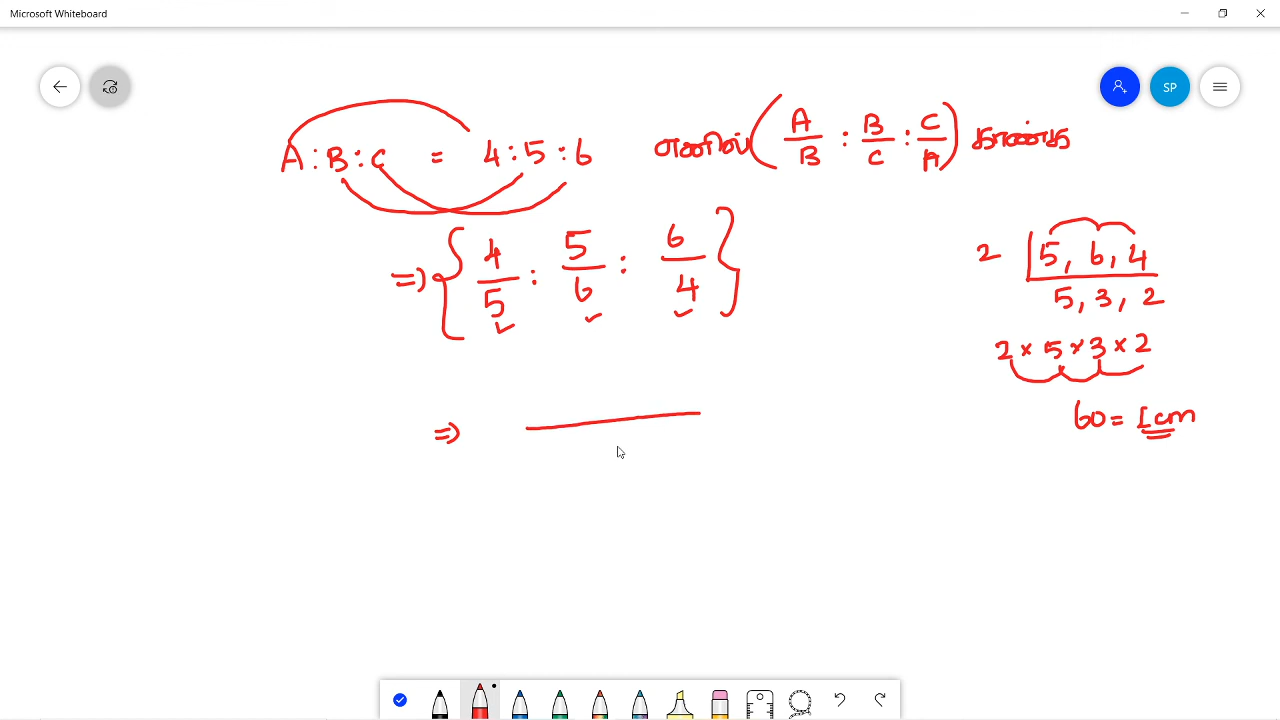 Microsoft Whiteboard
SP
A : B : C = 4 : 5 : 6 எனில் ( A/B : B/C : C/A ) காண்க
=> { 4/5 : 5/6 : 6/4 }
2 | 5, 6, 4
5, 3, 2
2 × 5 × 3 × 2
60 = Lcm
=>